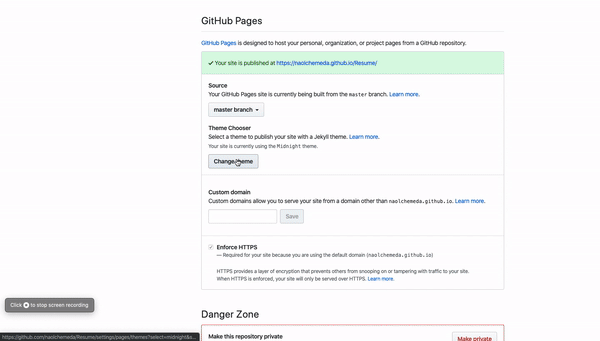 GitHub Pages
GitHub Pages is designed to host your personal, organization, or project pages from a GitHub repository.
✓ Your site is published at https://naolchemeda.github.io/Resume/
Source
Your GitHub Pages site is currently being built from the master branch. Learn more.
master branch
Theme Chooser
Select a theme to publish your site with a Jekyll theme. Learn more.
Your site is currently using the Midnight theme.
Change theme
Custom domain
Custom domains allow you to serve your site from a domain other than naolchemeda.github.io. Learn more.
Save
Enforce HTTPS
— Required for your site because you are using the default domain (naolchemeda.github.io)
HTTPS provides a layer of encryption that prevents others from snooping on or tampering with traffic to your site.
When HTTPS is enforced, your site will only be served over HTTPS. Learn more.
Click to stop screen recording
Danger Zone
https://github.com/naolchemeda/Resume/settings/pages/themes?select=midnight&s...
Make this repository private
Make private